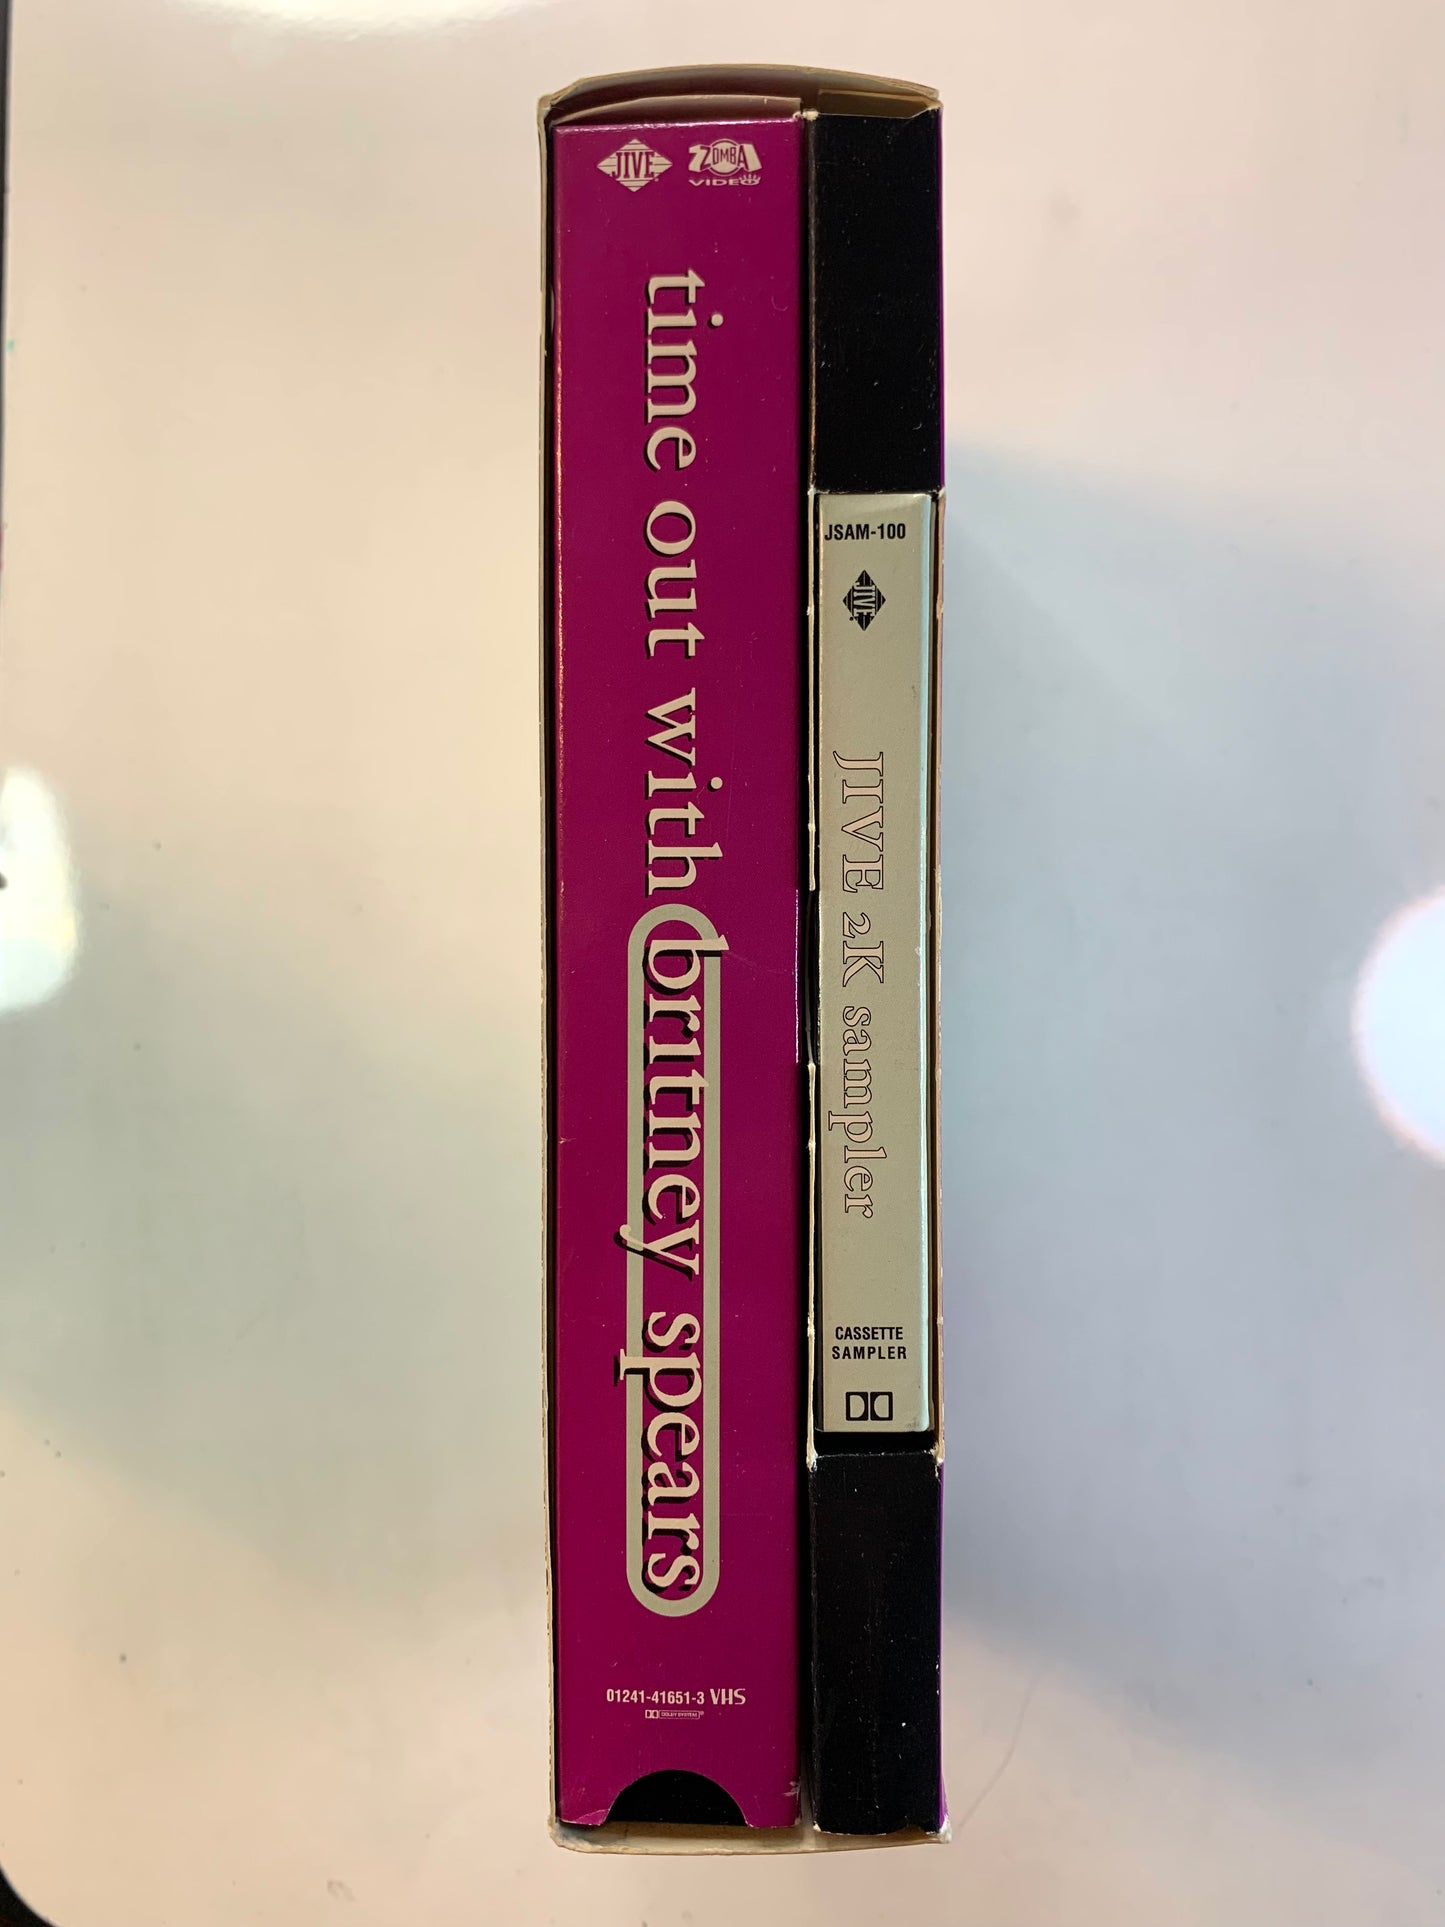 JIVE
ZOMBA
VIDEO
time out with britney spears
01241-41651-3 VHS
DOLBY SYSTEM
JSAM-100
JIVE
JIVE 2K sampler
CASSETTE
SAMPLER